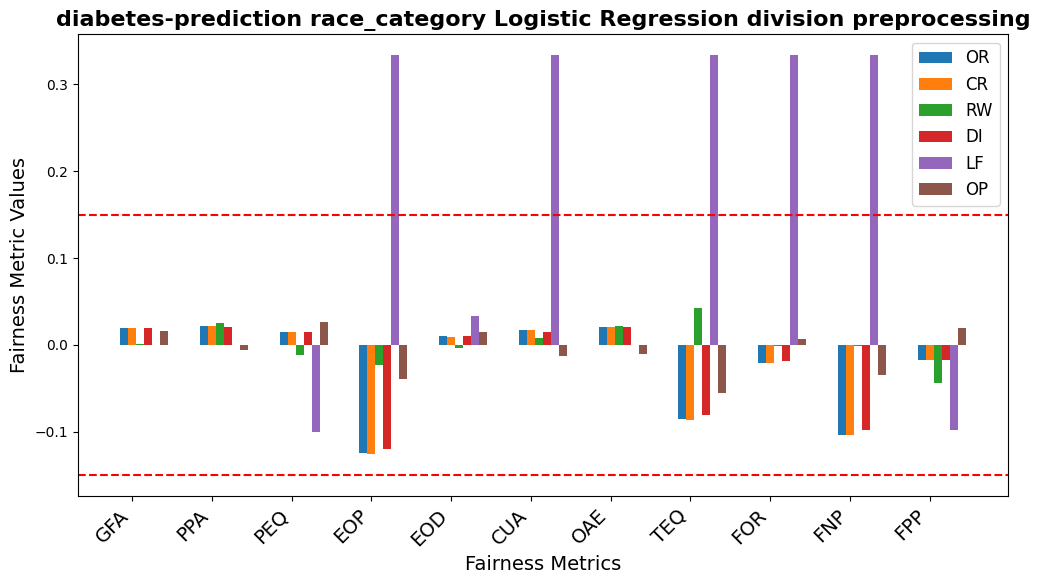 diabetes-prediction race_category Logistic Regression division preprocessing
Fairness Metric Values
0.3
0.2
0.1
0.0
−0.1
OR
CR
RW
DI
LF
OP
GFA
PPA
PEQ
EOP
EOD
CUA
OAE
TEQ
FOR
FNP
FPP
Fairness Metrics